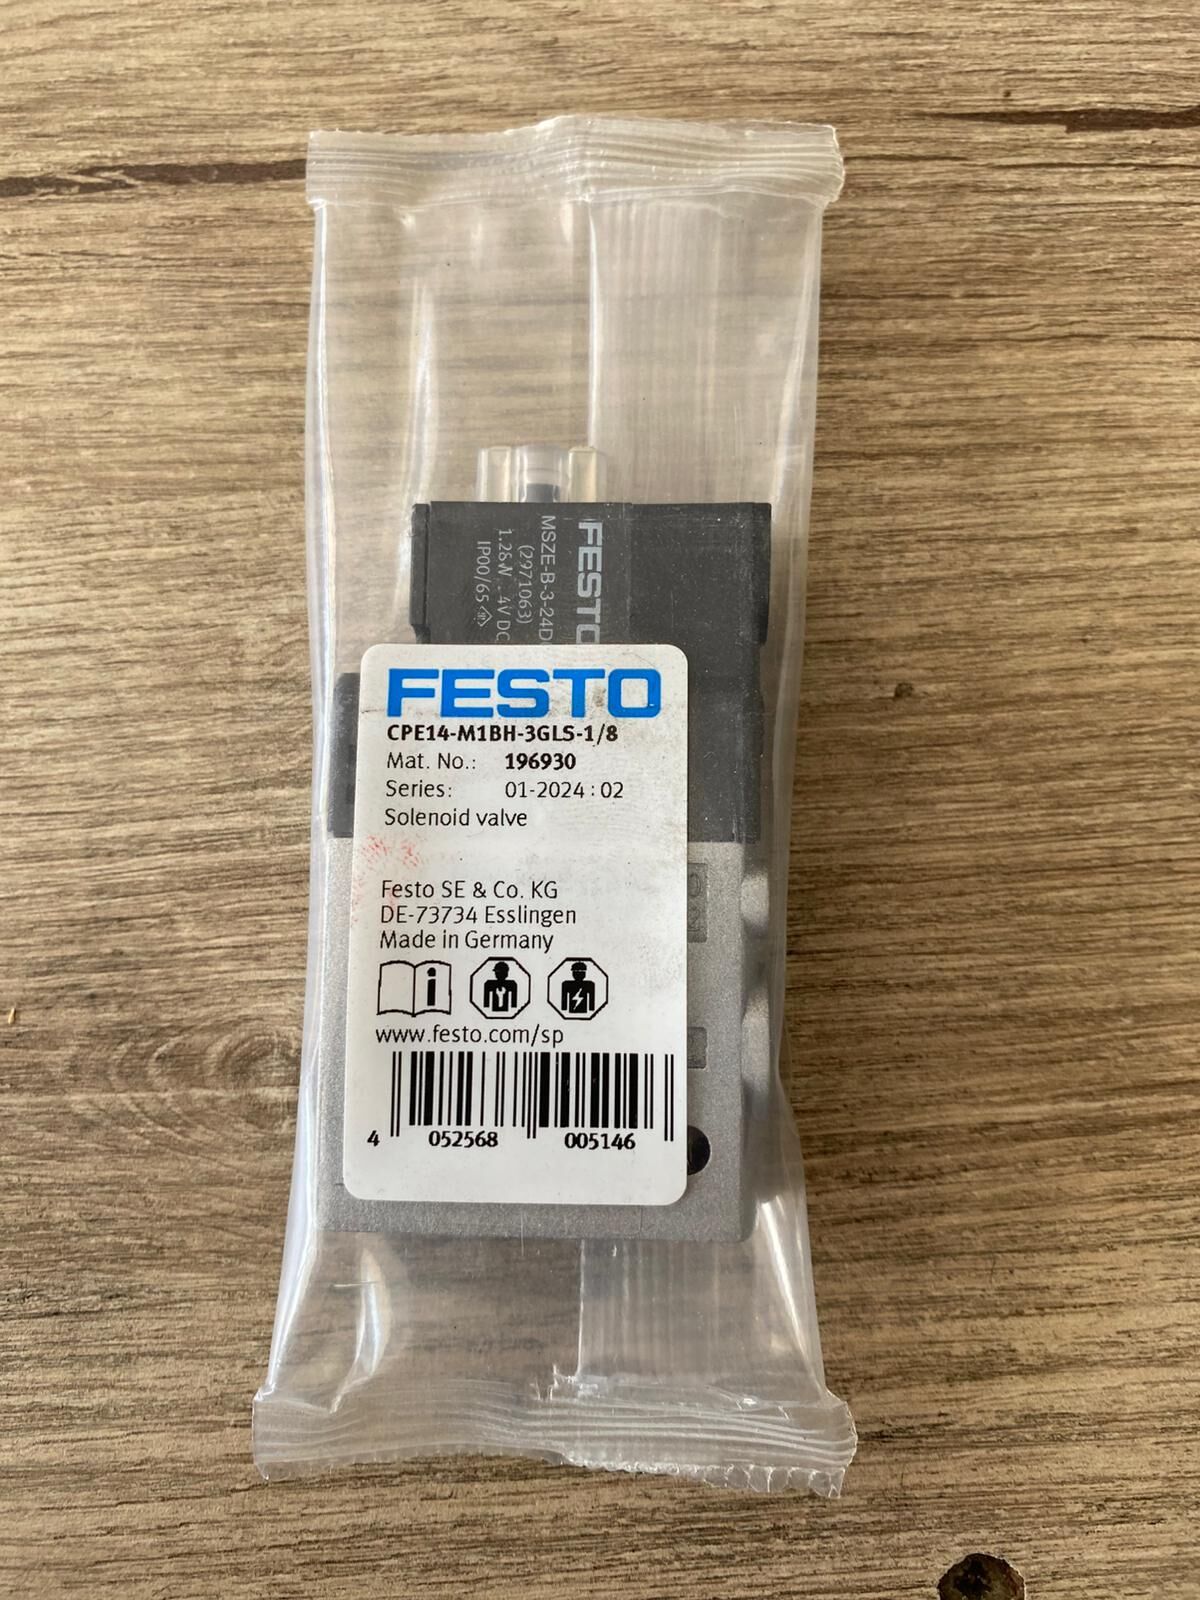 FESTO
MSZE-B-3-24D
(2971063)
1.28W 4V DC
IP00/65
FESTO
CPE14-M1BH-3GLS-1/8
Mat. No.: 196930
Series: 01-2024:02
Solenoid valve
Festo SE & Co. KG
DE-73734 Esslingen
Made in Germany
www.festo.com/sp
4 052568 005146